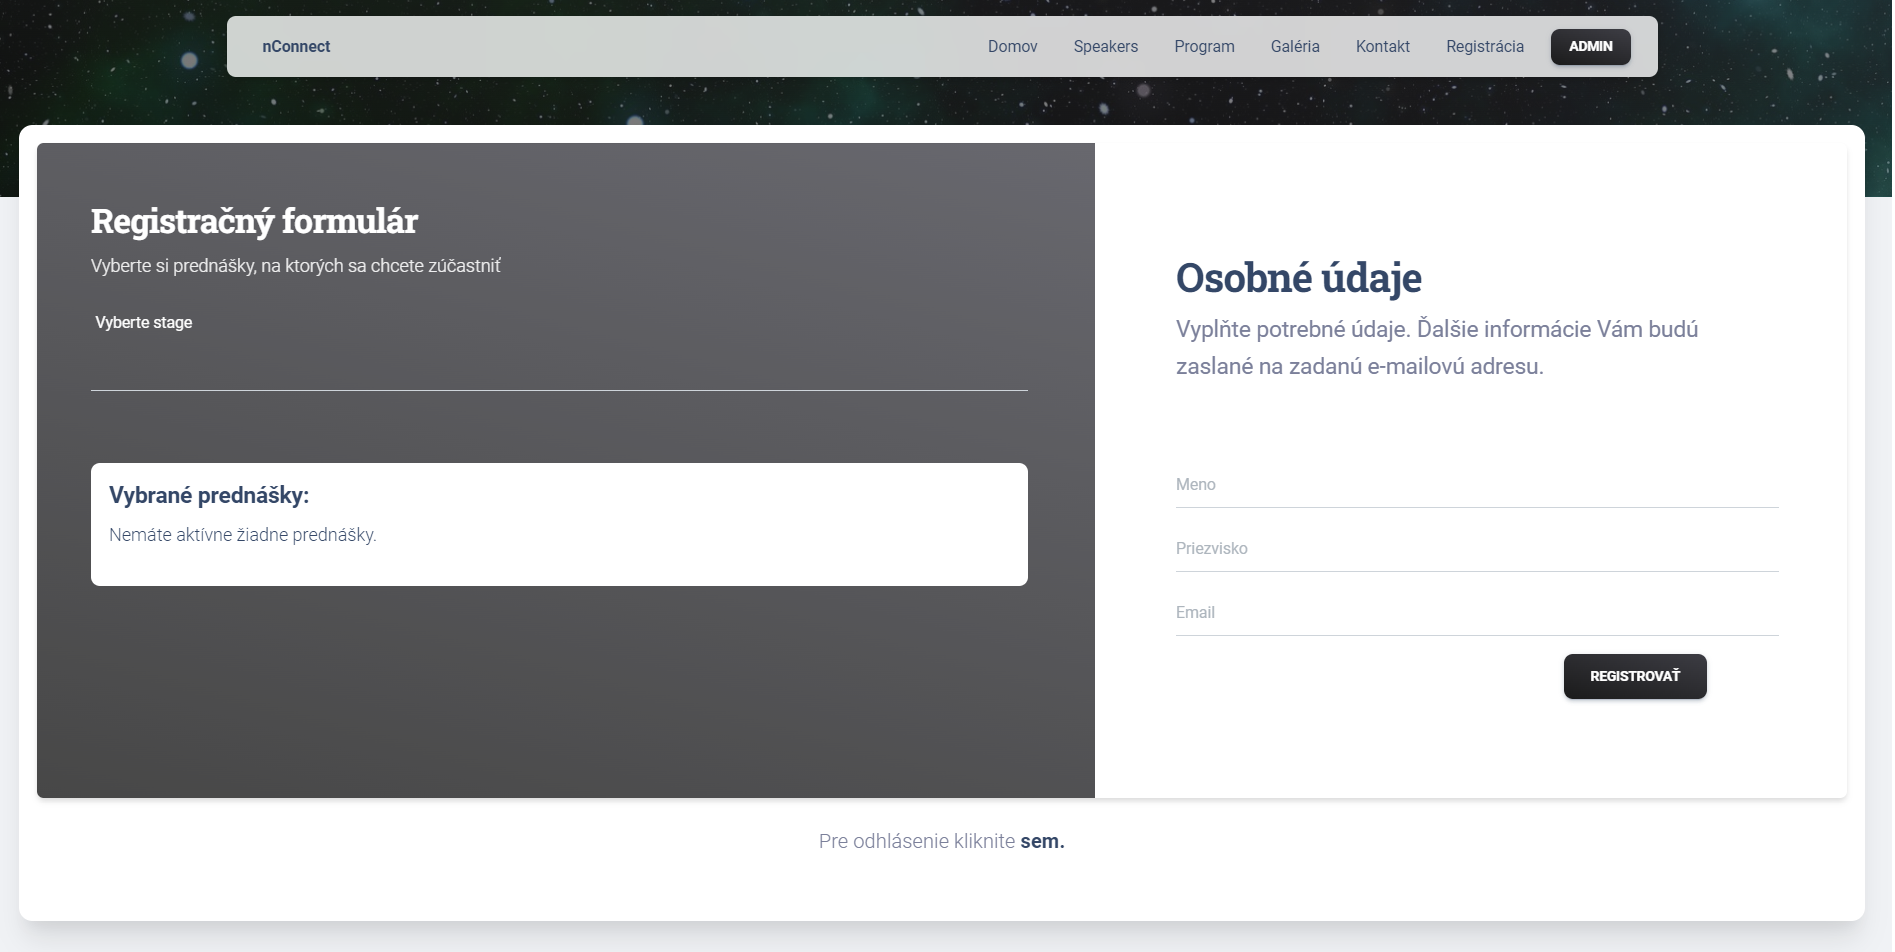 nConnect
Domov
Speakers
Program
Galéria
Kontakt
Registrácia
ADMIN
Registračný formulár
Vyberte si prednášky, na ktorých sa chcete zúčastniť
Vyberte stage
Vybrané prednášky:
Nemáte aktívne žiadne prednášky.
Osobné údaje
Vyplňte potrebné údaje. Ďalšie informácie Vám budú
zaslané na zadanú e-mailovú adresu.
Meno
Priezvisko
Email
REGISTROVAŤ
Pre odhlásenie kliknite sem.